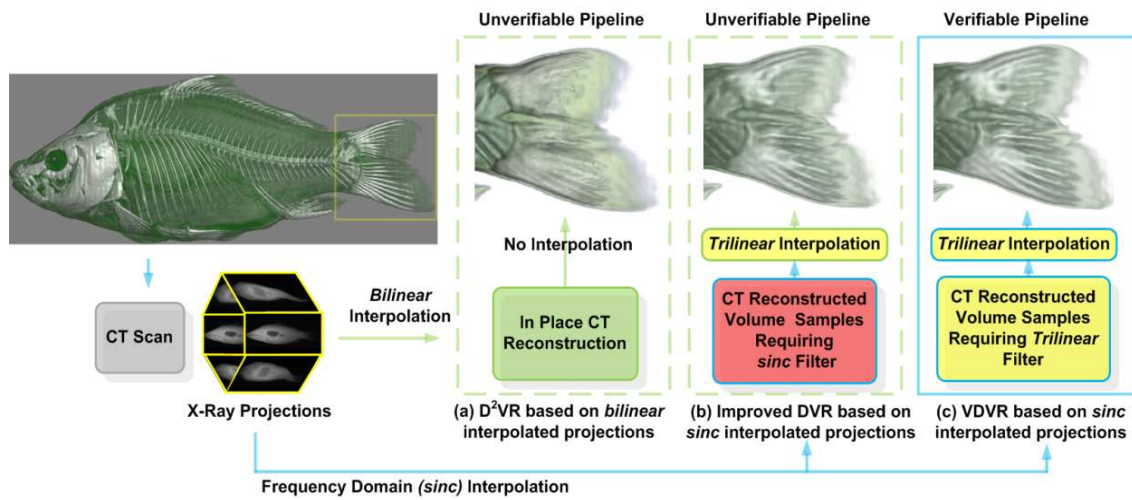 Unverifiable Pipeline
Unverifiable Pipeline
Verifiable Pipeline
No Interpolation
Trilinear Interpolation
Trilinear Interpolation
CT Scan
X-Ray Projections
Bilinear
Interpolation
In Place CT
Reconstruction
CT Reconstructed
Volume Samples
Requiring
sinc Filter
CT Reconstructed
Volume Samples
Requiring Trilinear
Filter
(a) D²VR based on bilinear
interpolated projections
(b) Improved DVR based on
sinc interpolated projections
(c) VDVR based on sinc
interpolated projections
Frequency Domain (sinc) Interpolation